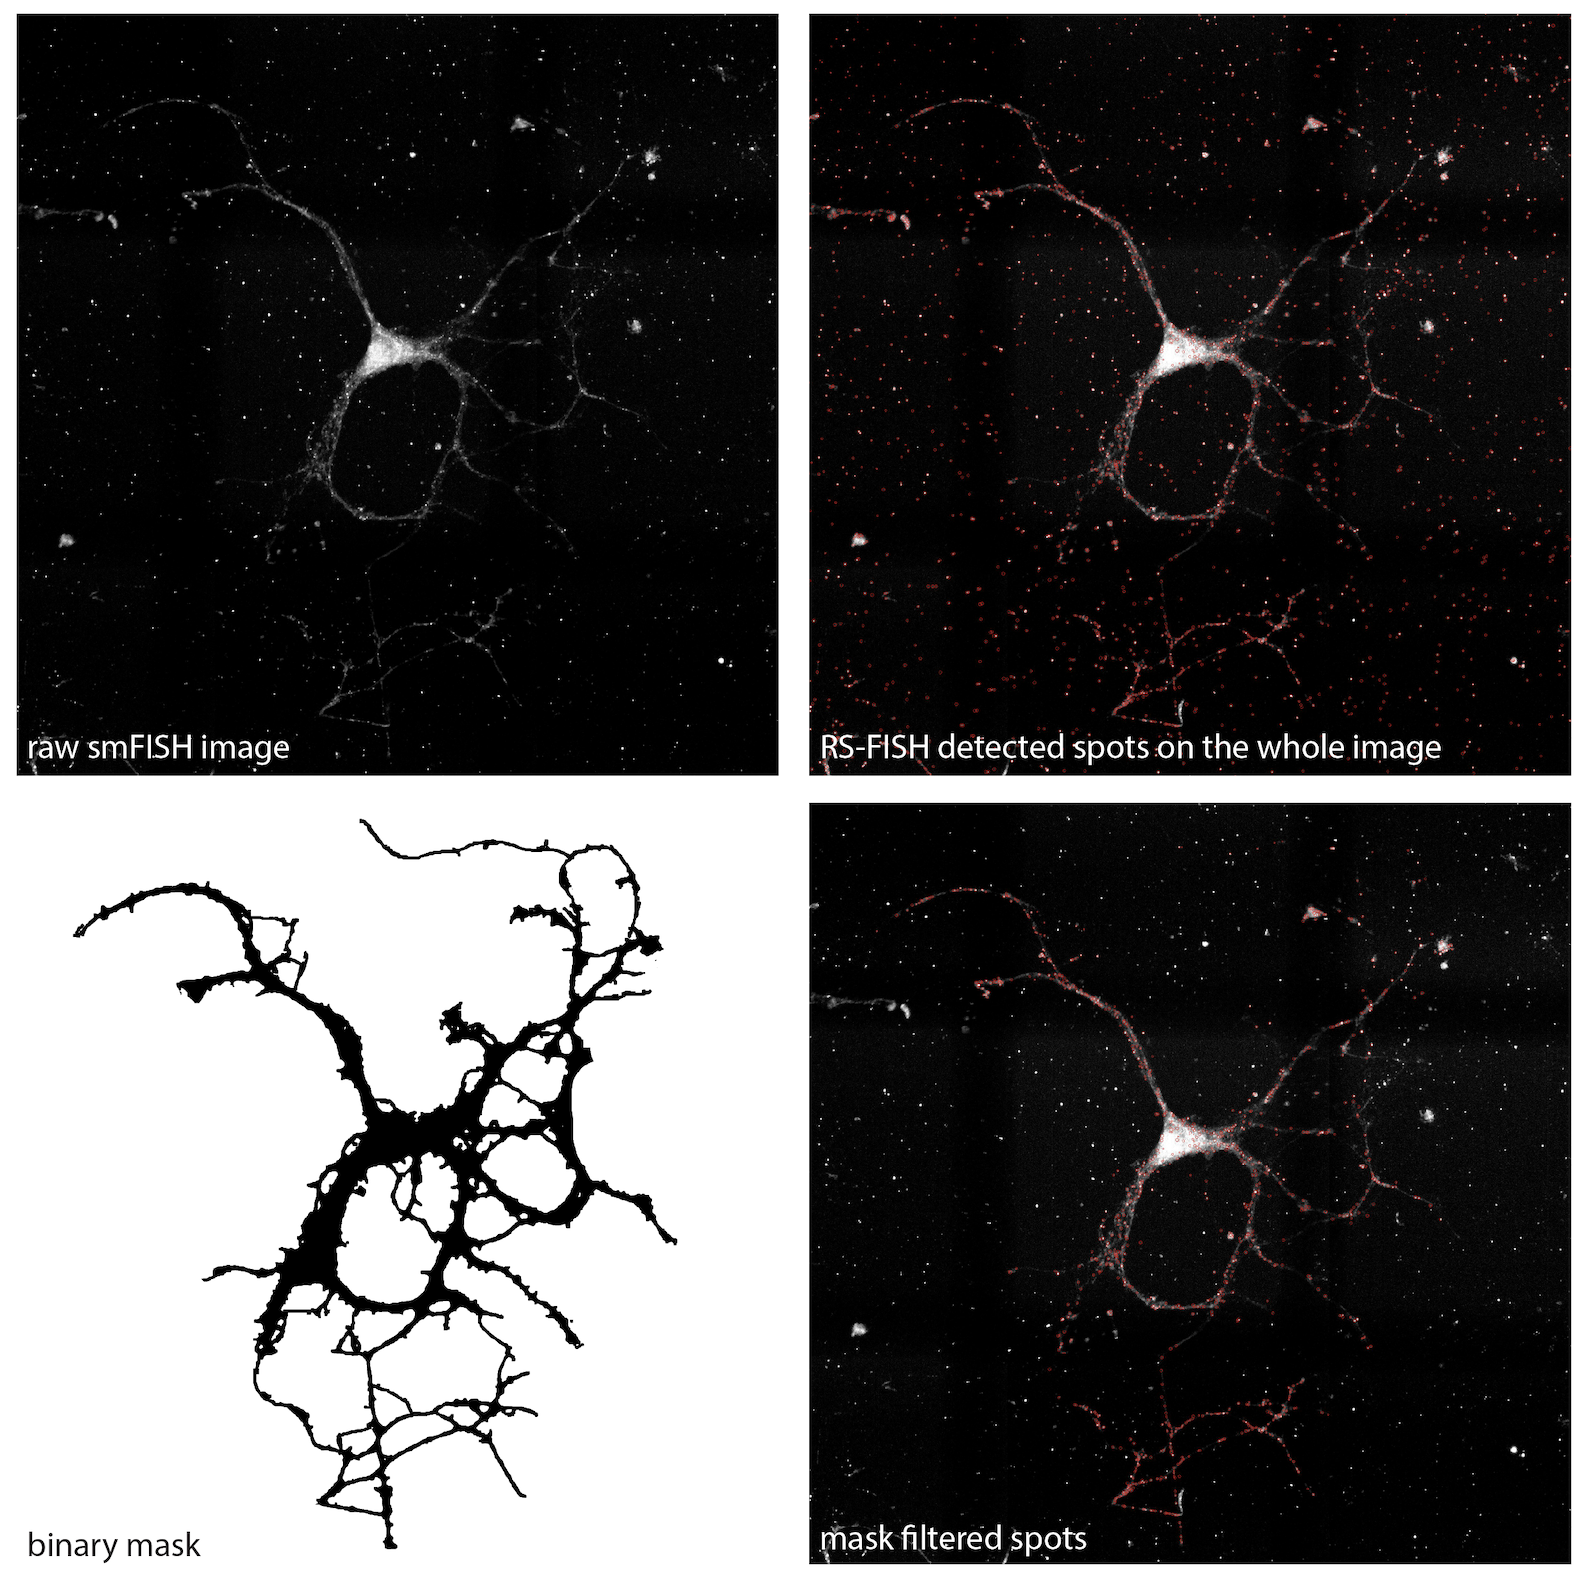 raw smFISH image
RS-FISH detected spots on the whole image
binary mask
mask filtered spots